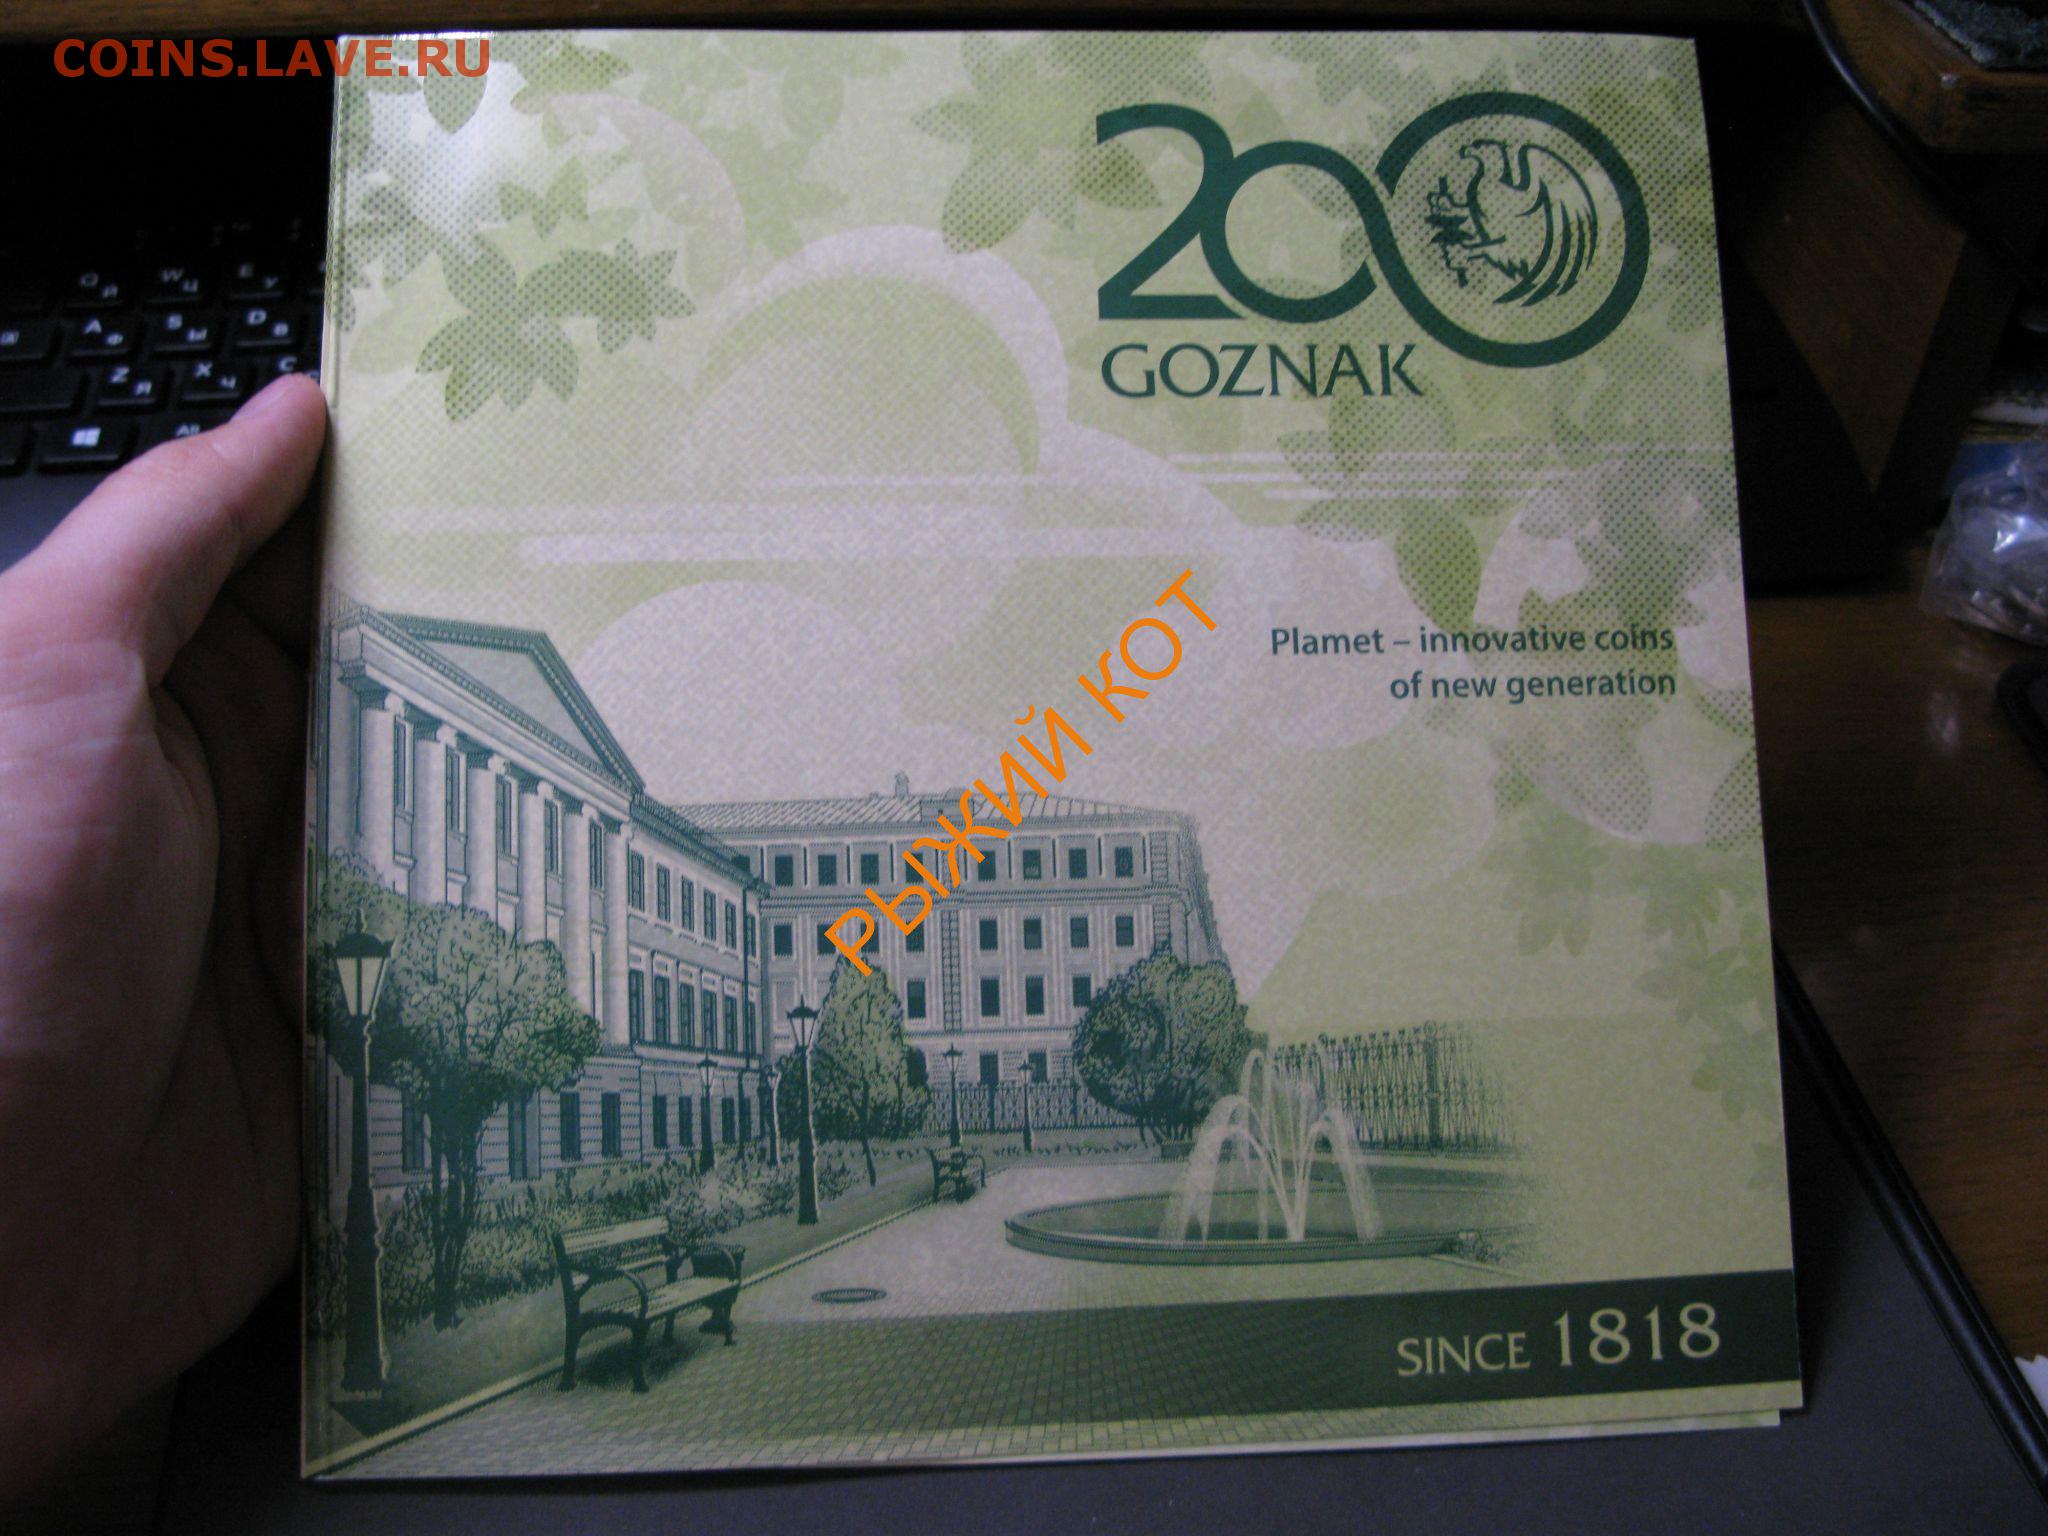 COINS.LAVE.RU
200
GOZNAK
Plamet – innovative coins
of new generation
РЫЖИЙ КОТ
SINCE 1818
Q Й
W Ц
E У
A Ф
S Ы
D В
Z Я
X Ч
C С